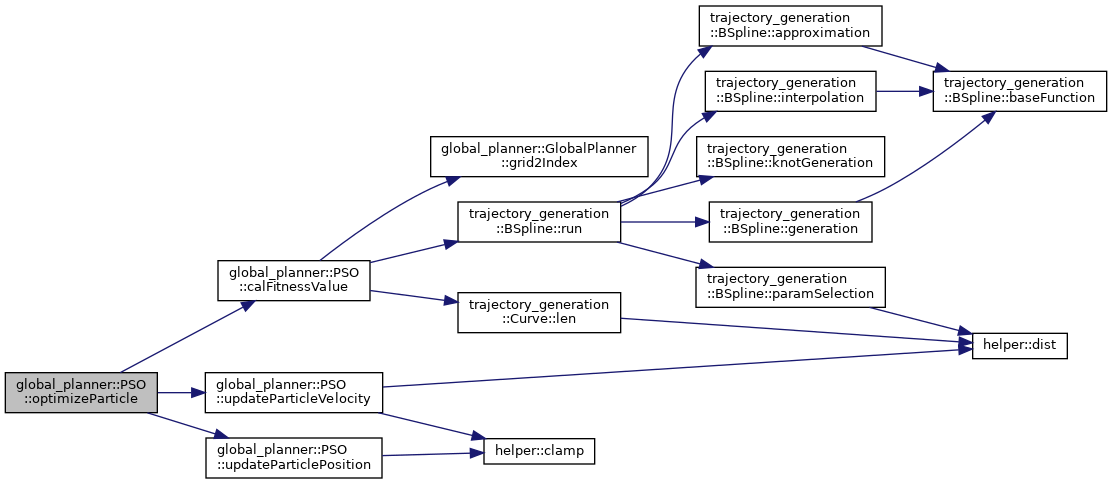 trajectory_generation
::BSpline::approximation
trajectory_generation
::BSpline::interpolation
trajectory_generation
::BSpline::baseFunction
global_planner::GlobalPlanner
::grid2Index
trajectory_generation
::BSpline::knotGeneration
trajectory_generation
::BSpline::run
trajectory_generation
::BSpline::generation
global_planner::PSO
::calFitnessValue
trajectory_generation
::BSpline::paramSelection
trajectory_generation
::Curve::len
helper::dist
global_planner::PSO
::optimizeParticle
global_planner::PSO
::updateParticleVelocity
global_planner::PSO
::updateParticlePosition
helper::clamp